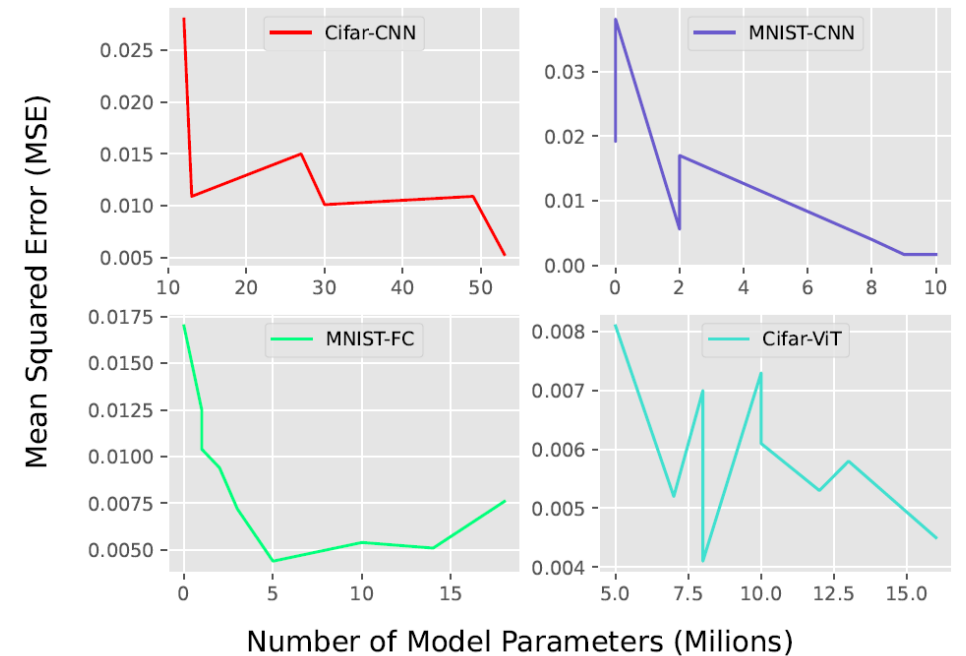 Mean Squared Error (MSE)
Cifar-CNN
0.025
0.020
0.015
0.010
0.005
10 20 30 40 50
MNIST-CNN
0.03
0.02
0.01
0.00
0 2 4 6 8 10
MNIST-FC
0.0175
0.0150
0.0125
0.0100
0.0075
0.0050
0 5 10 15
Cifar-ViT
0.008
0.007
0.006
0.005
0.004
5.0 7.5 10.0 12.5 15.0
Number of Model Parameters (Milions)